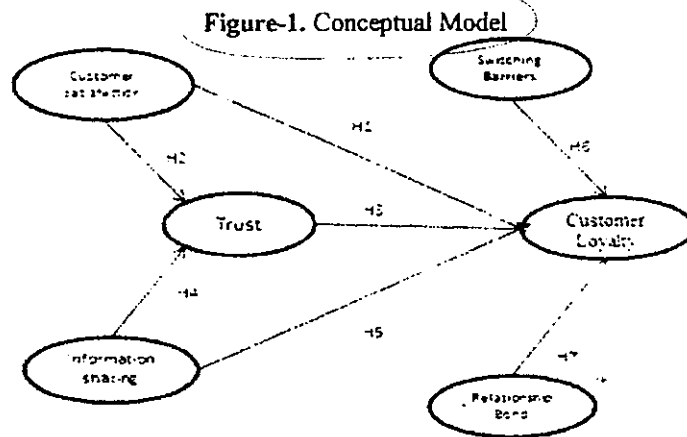 Figure-1. Conceptual Model
Customer
satisfaction
Switching
Barriers
H1
H2
H6
Trust
H3
Customer
Loyalty
H4
H5
H7
Information
sharing
Relationship
Bond